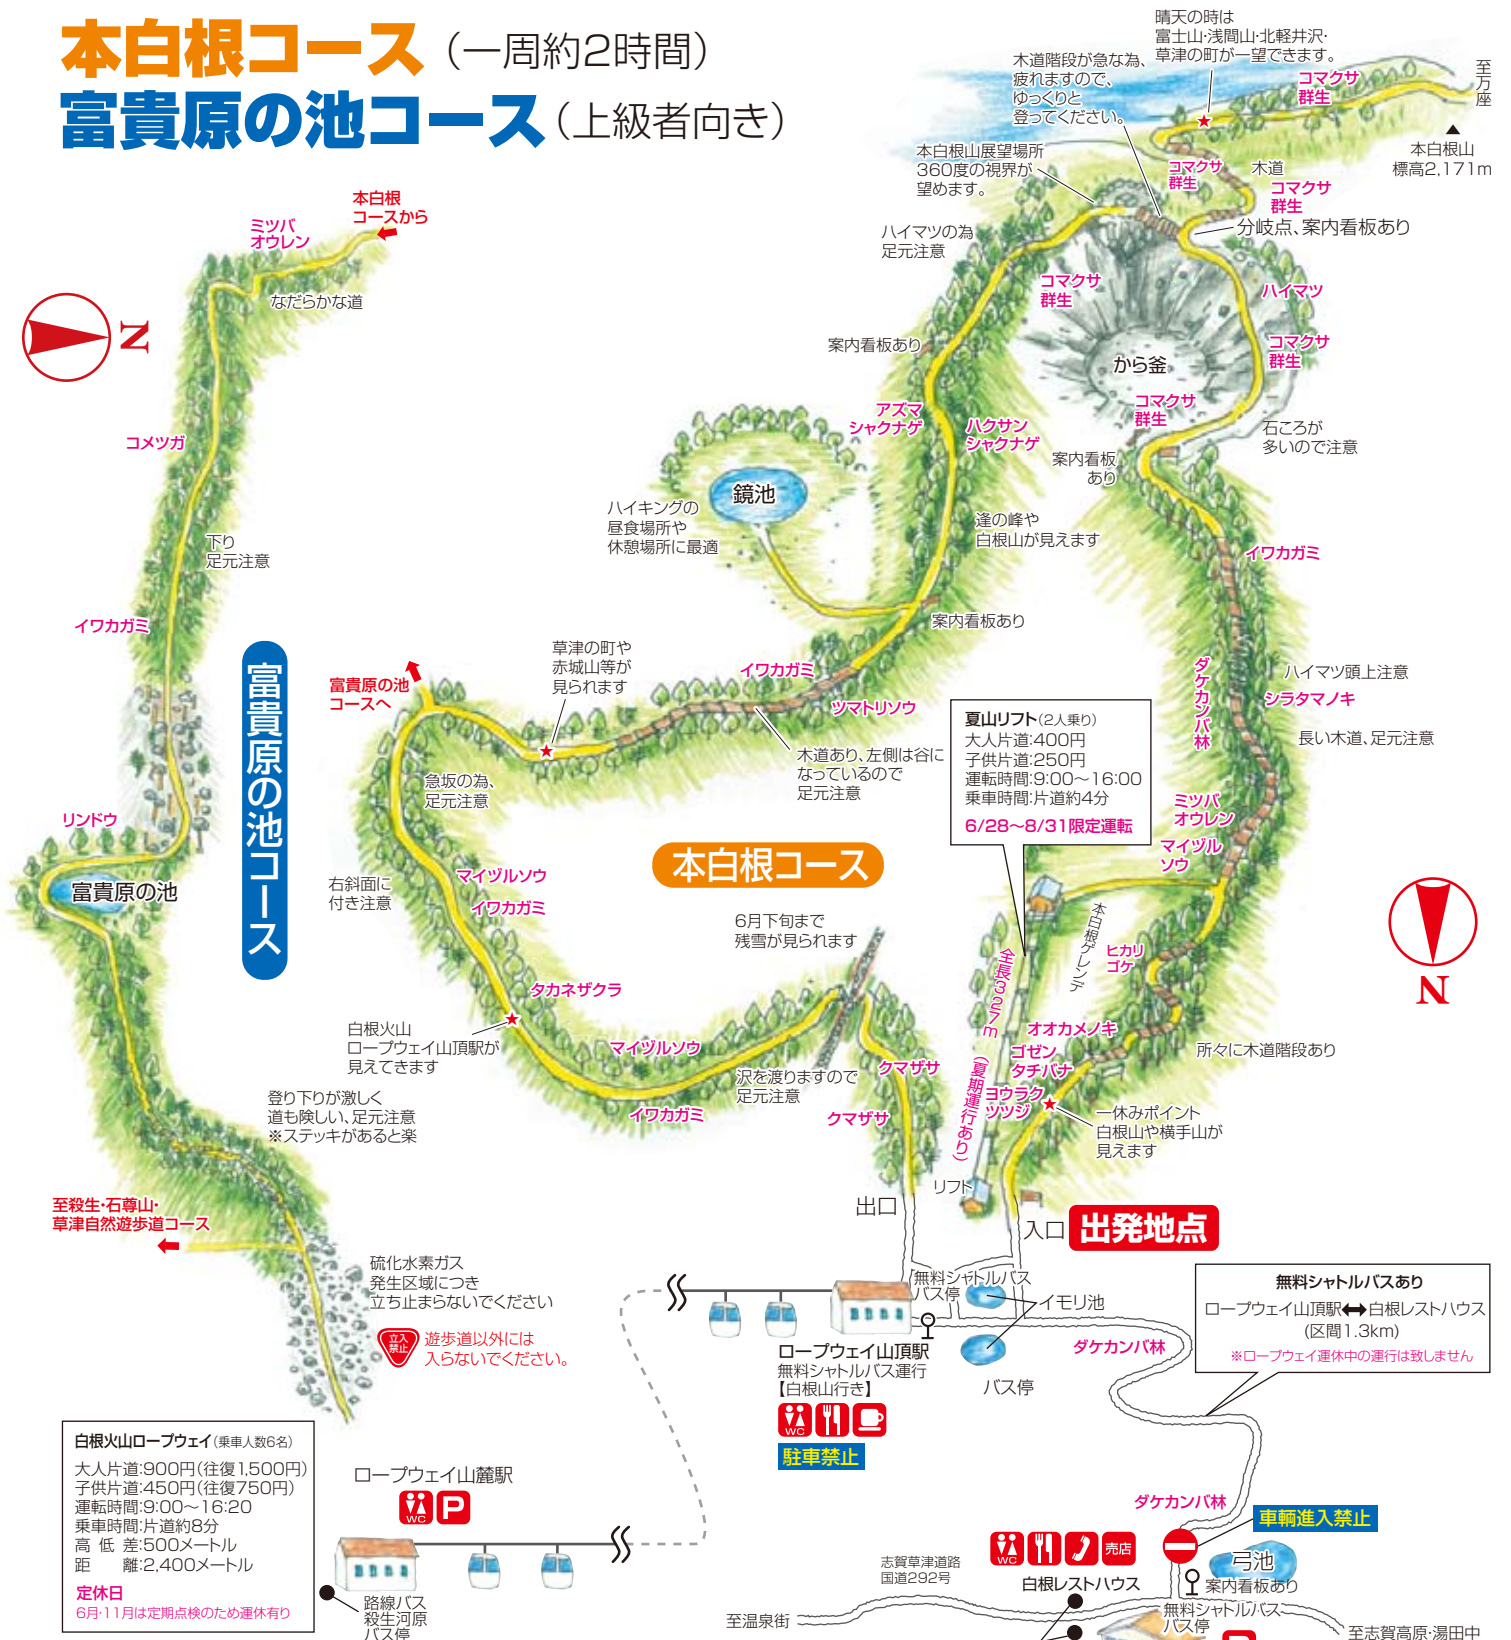 本白根コース（一周約2時間）
富貴原の池コース（上級者向き）
晴天の時は
富士山・浅間山・北軽井沢・
草津の町が一望できます。
木道階段が急な為、
疲れますので、
ゆっくりと
登ってください。
コマクサ
群生
至万座
本白根山
標高2,171m
本白根山展望場所
360度の視界が
望めます。
コマクサ
群生
木道
コマクサ
群生
分岐点、案内看板あり
ハイマツの為
足元注意
コマクサ
群生
ハイマツ
コマクサ
群生
から釜
コマクサ
群生
石ころが
多いので注意
案内看板あり
アズマ
シャクナゲ
ハクサン
シャクナゲ
案内看板
あり
鏡池
ハイキングの
昼食場所や
休憩場所に最適
逢の峰や
白根山が見えます
イワカガミ
案内看板あり
本白根
コースから
ミツバ
オウレン
なだらかな道
N
コメツガ
下り
足元注意
イワカガミ
富貴原の池コース
リンドウ
富貴原の池
登り下りが激しく
道も険しい、足元注意
※ステッキがあると楽
至殺生・石尊山・
草津自然遊歩道コース
硫化水素ガス
発生区域につき
立ち止まらないでください
立入
禁止
遊歩道以外には
入らないでください。
富貴原の池
コースへ
草津の町や
赤城山等が
見られます
イワカガミ
ツマトリソウ
木道あり、左側は谷に
なっているので
足元注意
急坂の為、
足元注意
右斜面に
付き注意
マイヅルソウ
イワカガミ
本白根コース
6月下旬まで
残雪が見られます
タカネザクラ
白根火山
ロープウェイ山頂駅が
見えてきます
マイヅルソウ
イワカガミ
沢を渡りますので
足元注意
クマザサ
クマザサ
夏山リフト（2人乗り）
大人片道:400円
子供片道:250円
運転時間:9:00〜16:00
乗車時間:片道約4分
6/28〜8/31限定運転
ダケカンバ林
ハイマツ頭上注意
シラタマノキ
長い木道、足元注意
ミツバ
オウレン
マイヅル
ソウ
本白根ゲレンデ
ヒカリ
ゴケ
全長327m（夏期運行あり）
オオカメノキ
ゴゼン
タチバナ
ヨウラク
ツツジ
所々に木道階段あり
一休みポイント
白根山や横手山が
見えます
N
リフト
出口
入口
出発地点
無料シャトルバス
バス停
イモリ池
ロープウェイ山頂駅
無料シャトルバス運行
【白根山行き】
WC
駐車禁止
バス停
ダケカンバ林
無料シャトルバスあり
ロープウェイ山頂駅⬌白根レストハウス
(区間1.3km)
※ロープウェイ運休中の運行は致しません
白根火山ロープウェイ（乗車人数6名）
大人片道:900円(往復1,500円)
子供片道:450円(往復750円)
運転時間:9:00〜16:20
乗車時間:片道約8分
高低差:500メートル
距離:2,400メートル
定休日
6月・11月は定期点検のため運休有り
ロープウェイ山麓駅
WC
P
路線バス
殺生河原
バス停
ダケカンバ林
車輌進入禁止
WC
売店
弓池
案内看板あり
志賀草津道路
国道292号
白根レストハウス
無料シャトルバス
バス停
至温泉街
至志賀高原・湯田中